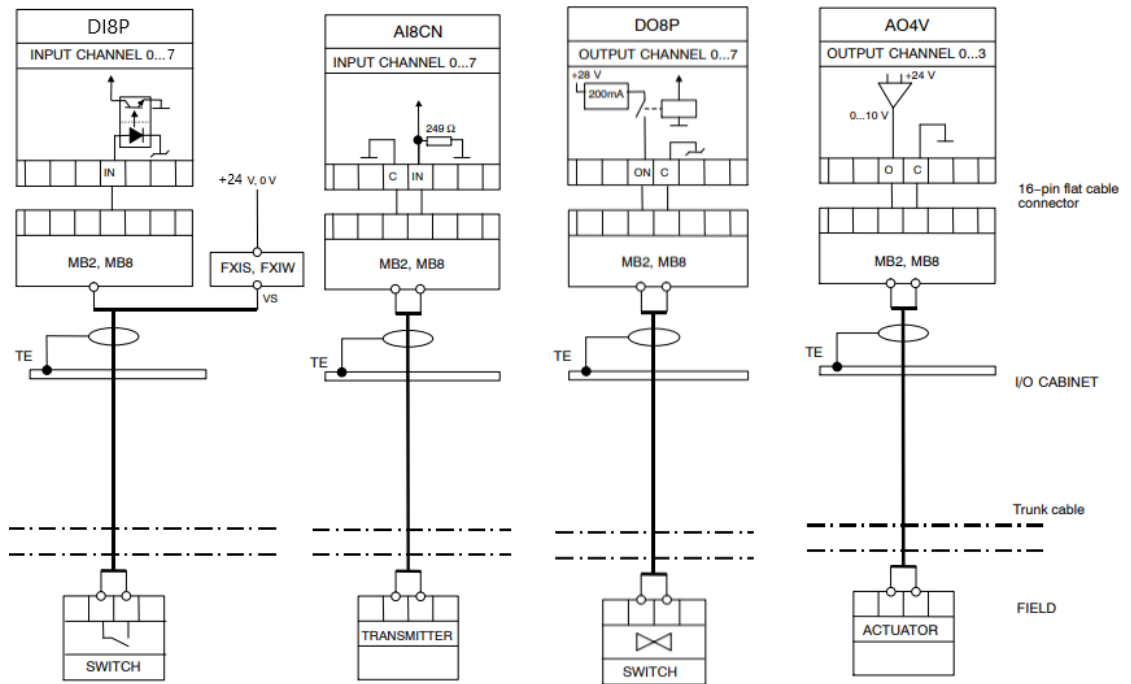 DI8P
INPUT CHANNEL 0...7
IN
+24 V, 0 V
MB2, MB8
FXIS, FXIW
VS
TE
SWITCH
AI8CN
INPUT CHANNEL 0...7
249 Ω
C IN
MB2, MB8
TE
TRANSMITTER
DO8P
OUTPUT CHANNEL 0...7
+28 V
200mA
ON C
MB2, MB8
TE
SWITCH
AO4V
OUTPUT CHANNEL 0...3
+24 V
0...10 V
O C
MB2, MB8
TE
ACTUATOR
16-pin flat cable
connector
I/O CABINET
Trunk cable
FIELD